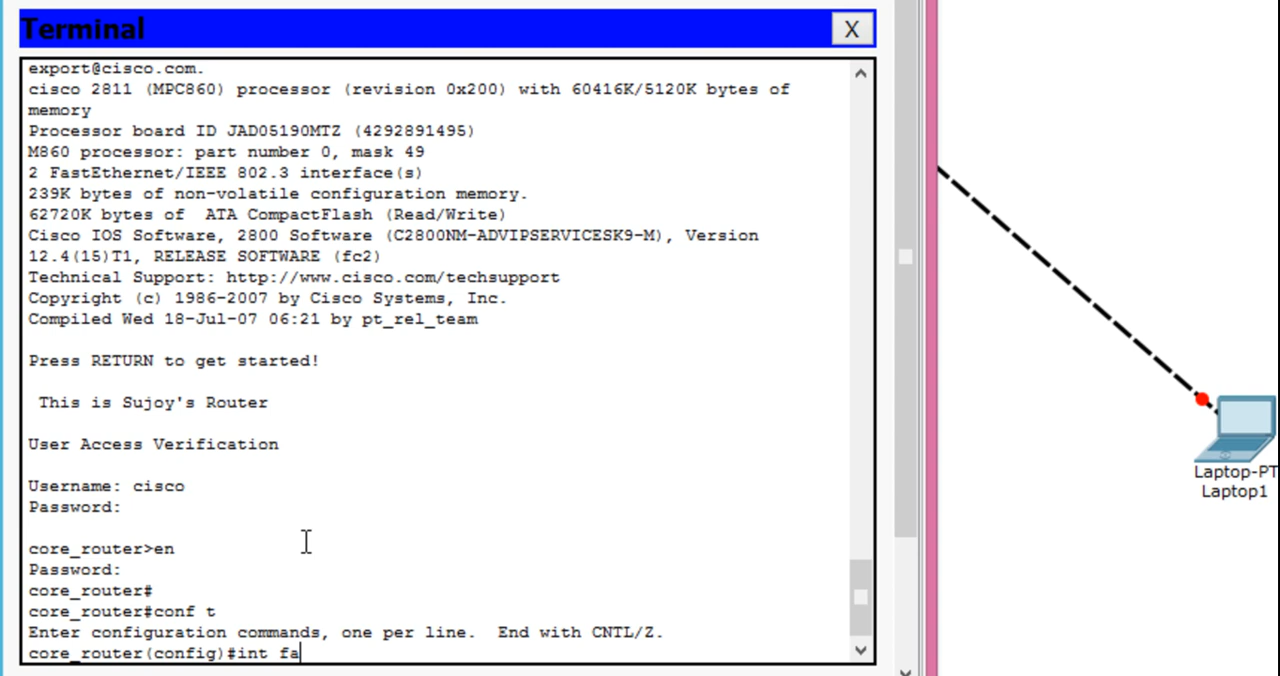 Terminal
X
export@cisco.com.
cisco 2811 (MPC860) processor (revision 0x200) with 60416K/5120K bytes of
memory
Processor board ID JAD05190MTZ (4292891495)
M860 processor: part number 0, mask 49
2 FastEthernet/IEEE 802.3 interface(s)
239K bytes of non-volatile configuration memory.
62720K bytes of  ATA CompactFlash (Read/Write)
Cisco IOS Software, 2800 Software (C2800NM-ADVIPSERVICESK9-M), Version
12.4(15)T1, RELEASE SOFTWARE (fc2)
Technical Support: http://www.cisco.com/techsupport
Copyright (c) 1986-2007 by Cisco Systems, Inc.
Compiled Wed 18-Jul-07 06:21 by pt_rel_team
Press RETURN to get started!
This is Sujoy's Router
User Access Verification
Username: cisco
Password:
core_router>en
Password:
core_router#
core_router#conf t
Enter configuration commands, one per line.  End with CNTL/Z.
core_router(config)#int fa
Laptop-PT
Laptop1